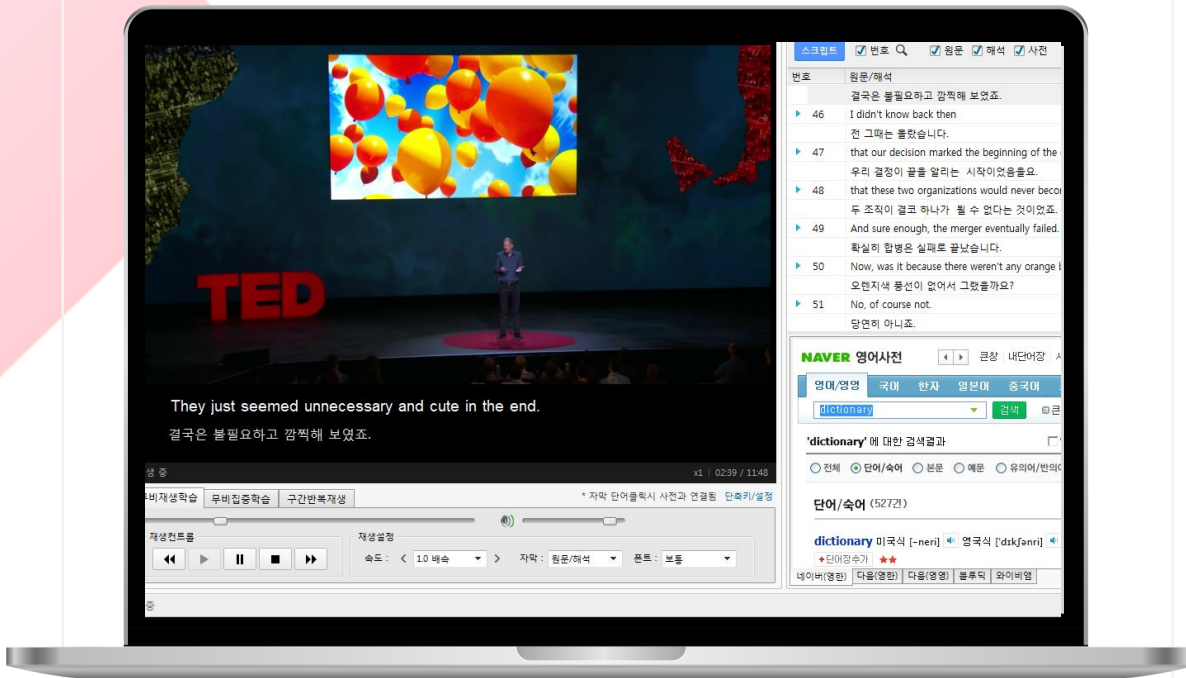 TED
They just seemed unnecessary and cute in the end.
결국은 불필요하고 깜찍해 보였죠.
생 중
x1 | 02:39 / 11:48
무비재생학습 무비집중학습 구간반복재생
* 자막 단어클릭시 사전과 연결됨 단축키/설정
재생컨트롤
재생설정
속도 : 1.0 배속 자막 : 원문/해석 폰트 : 보통
중
스크립트 번호 원문 해석 사전
번호 원문/해석
결국은 불필요하고 깜찍해 보였죠.
46 I didn't know back then
전 그때는 몰랐습니다.
47 that our decision marked the beginning of the
우리 결정이 끝을 알리는 시작이었음을요.
48 that these two organizations would never
두 조직이 결코 하나가 될 수 없다는 것이었죠.
49 And sure enough, the merger eventually failed.
확실히 합병은 실패로 끝났습니다.
50 Now, was it because there weren't any orange
오렌지색 풍선이 없어서 그랬을까요?
51 No, of course not.
당연히 아니죠.
NAVER 영어사전 큰창 내단어장
영어/영영 국어 한자 일본어 중국어
dictionary 검색 큰
'dictionary' 에 대한 검색결과
전체 단어/숙어 본문 예문 유의어/반의어
단어/숙어 (527건)
dictionary 미국식 [-neri] 영국식 ['dɪkʃənri]
+단어장추가 ★★
네이버(영한) 다음(영한) 다음(영영) 블루딕 와이비엠